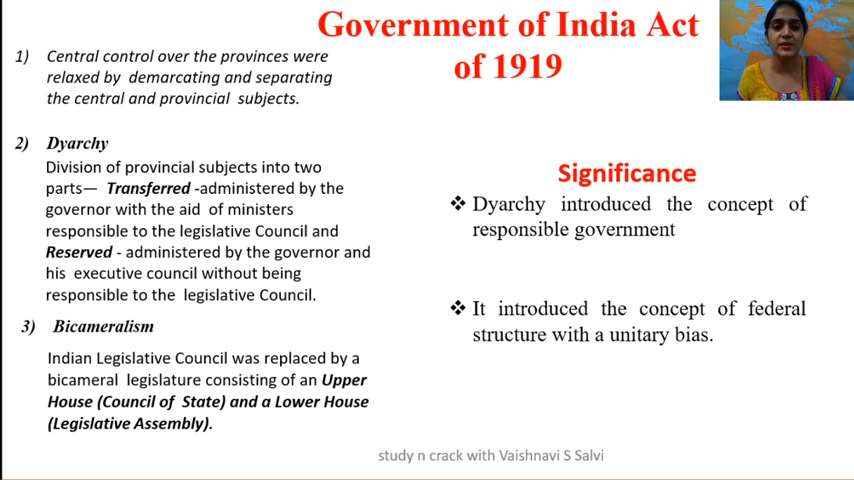 Government of India Act
of 1919
1) Central control over the provinces were
relaxed by demarcating and separating
the central and provincial subjects.
2) Dyarchy
Division of provincial subjects into two
parts— Transferred -administered by the
governor with the aid of ministers
responsible to the legislative Council and
Reserved - administered by the governor and
his executive council without being
responsible to the legislative Council.
3) Bicameralism
Indian Legislative Council was replaced by a
bicameral legislature consisting of an Upper
House (Council of State) and a Lower House
(Legislative Assembly).
Significance
❖ Dyarchy introduced the concept of
responsible government
❖ It introduced the concept of federal
structure with a unitary bias.
study n crack with Vaishnavi S Salvi